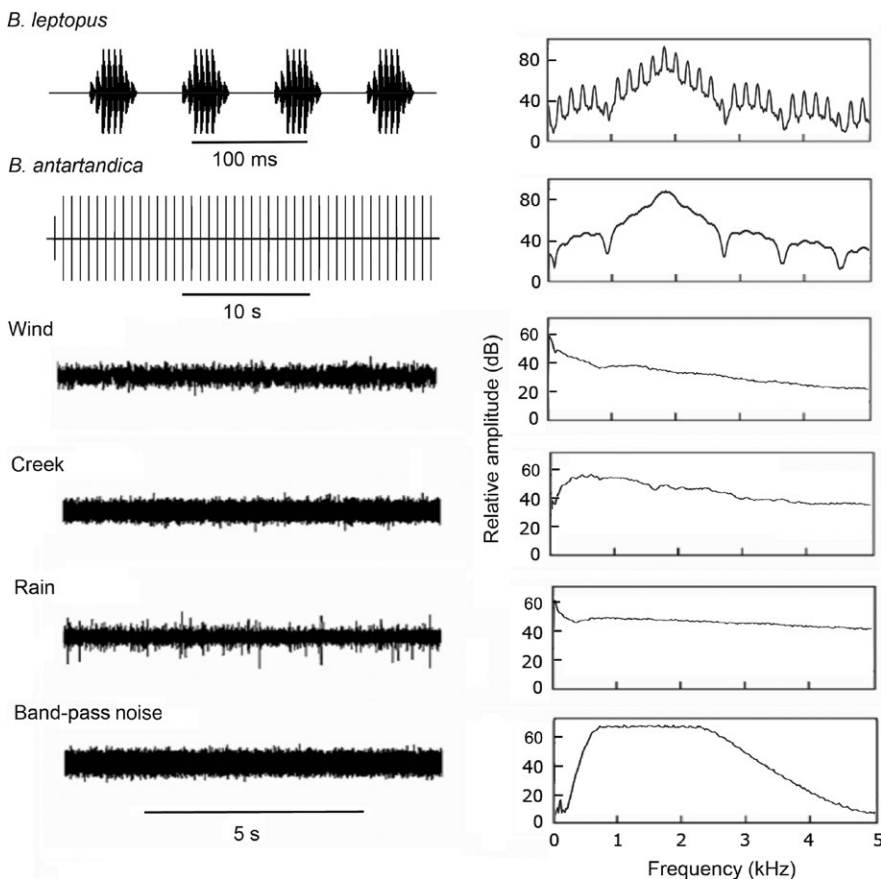 B. leptopus
80
40
0
100 ms
B. antartandica
80
40
0
10 s
Wind
60
40
20
0
Creek
60
40
20
0
Rain
60
40
20
0
Band-pass noise
60
40
20
0
5 s
0 1 2 3 4 5
Frequency (kHz)
Relative amplitude (dB)